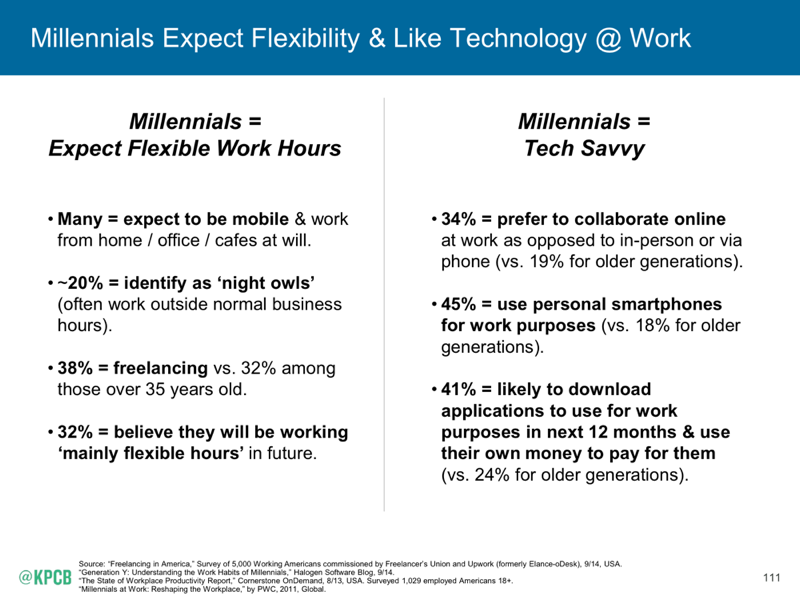 Millennials Expect Flexibility & Like Technology @ Work
Millennials =
Expect Flexible Work Hours
• Many = expect to be mobile & work
from home / office / cafes at will.
• ~20% = identify as ‘night owls’
(often work outside normal business
hours).
• 38% = freelancing vs. 32% among
those over 35 years old.
• 32% = believe they will be working
‘mainly flexible hours’ in future.
Millennials =
Tech Savvy
• 34% = prefer to collaborate online
at work as opposed to in-person or via
phone (vs. 19% for older generations).
• 45% = use personal smartphones
for work purposes (vs. 18% for older
generations).
• 41% = likely to download
applications to use for work
purposes in next 12 months & use
their own money to pay for them
(vs. 24% for older generations).
@KPCB
Source: “Freelancing in America,” Survey of 5,000 Working Americans commissioned by Freelancer’s Union and Upwork (formerly Elance-oDesk), 9/14, USA.
“Generation Y: Understanding the Work Habits of Millennials,” Halogen Software Blog, 9/14.
“The State of Workplace Productivity Report,” Cornerstone OnDemand, 8/13, USA. Surveyed 1,029 employed Americans 18+.
“Millennials at Work: Reshaping the Workplace,” by PWC, 2011, Global.
111